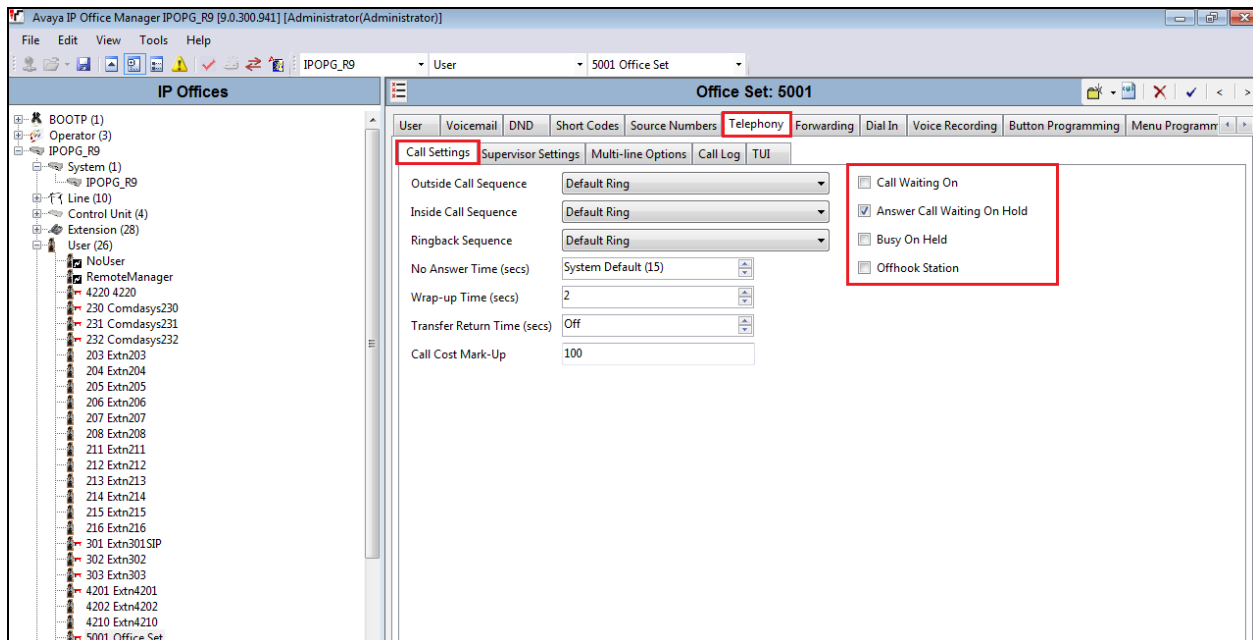 Avaya IP Office Manager IPOPG_R9 [9.0.300.941] [Administrator(Administrator)]
File Edit View Tools Help
IPOPG_R9 User 5001 Office Set
IP Offices
BOOTP (1)
Operator (3)
IPOPG_R9
System (1)
IPOPG_R9
Line (10)
Control Unit (4)
Extension (28)
User (26)
NoUser
RemoteManager
4220 4220
230 Comdasys230
231 Comdasys231
232 Comdasys232
203 Extn203
204 Extn204
205 Extn205
206 Extn206
207 Extn207
208 Extn208
211 Extn211
212 Extn212
213 Extn213
214 Extn214
215 Extn215
216 Extn216
301 Extn301SIP
302 Extn302
303 Extn303
4201 Extn4201
4202 Extn4202
4210 Extn4210
5001 Office Set
Office Set: 5001
User Voicemail DND Short Codes Source Numbers Telephony Forwarding Dial In Voice Recording Button Programming Menu Programm
Call Settings Supervisor Settings Multi-line Options Call Log TUI
Outside Call Sequence Default Ring
Inside Call Sequence Default Ring
Ringback Sequence Default Ring
No Answer Time (secs) System Default (15)
Wrap-up Time (secs) 2
Transfer Return Time (secs) Off
Call Cost Mark-Up 100
Call Waiting On
Answer Call Waiting On Hold
Busy On Held
Offhook Station